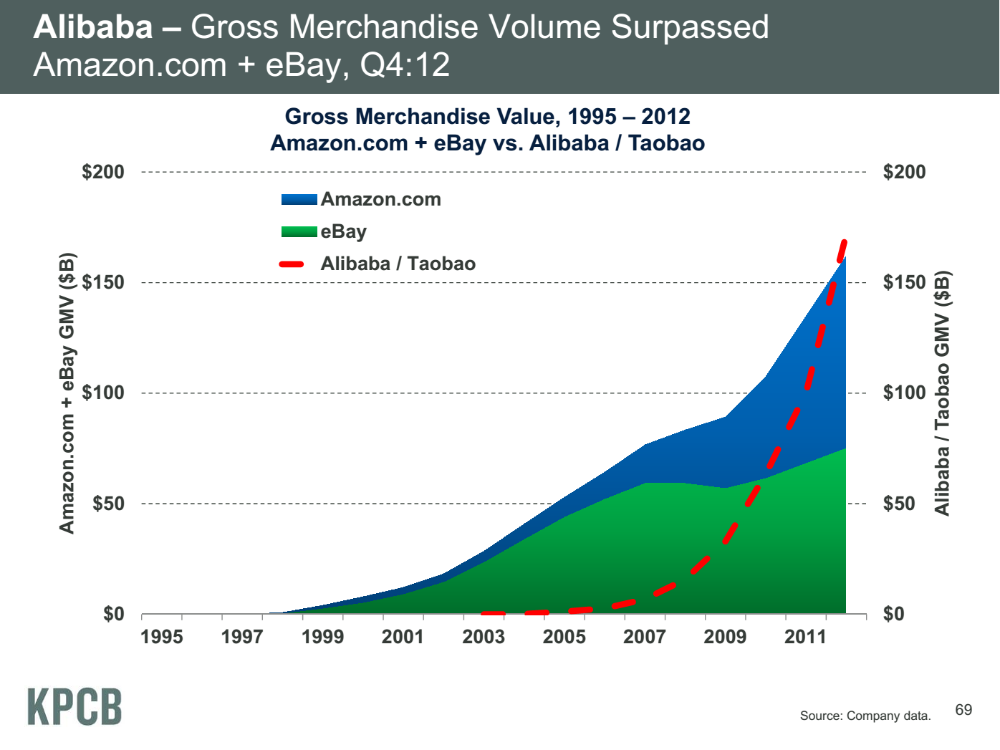 Alibaba – Gross Merchandise Volume Surpassed
Amazon.com + eBay, Q4:12
Gross Merchandise Value, 1995 – 2012
Amazon.com + eBay vs. Alibaba / Taobao
Amazon.com + eBay GMV ($B)
$200
$150
$100
$50
$0
Amazon.com
eBay
Alibaba / Taobao
$200
$150
$100
$50
$0
Alibaba / Taobao GMV ($B)
1995 1997 1999 2001 2003 2005 2007 2009 2011
KPCB
Source: Company data.
69